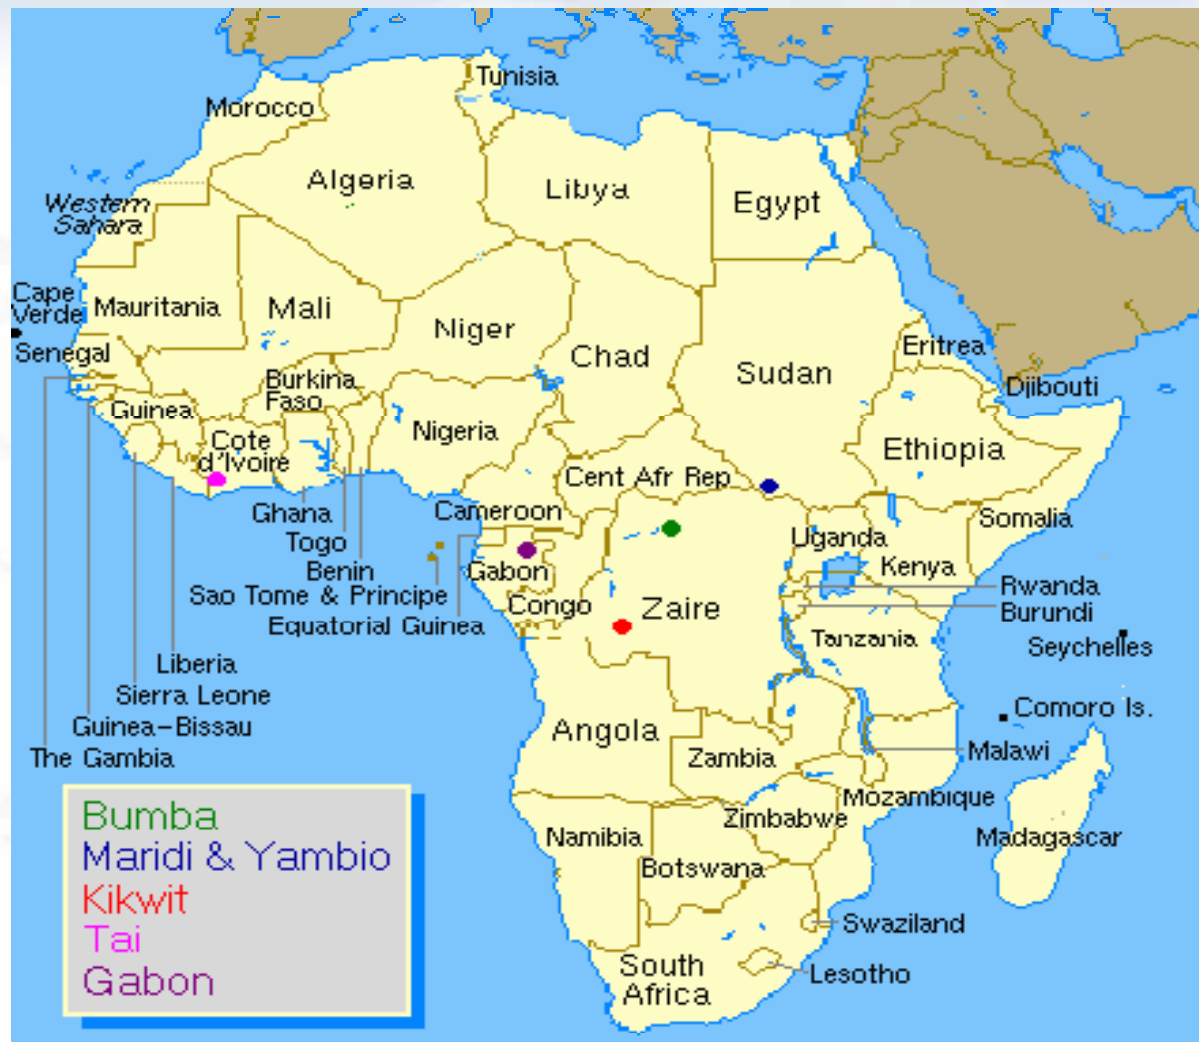 Tunisia
Morocco
Algeria
Libya
Egypt
Western
Sahara
Cape
Verde
Mauritania
Mali
Niger
Chad
Sudan
Eritrea
Senegal
Djibouti
Burkina
Faso
Guinea
Nigeria
Cote
d'Ivoire
Ethiopia
Cent Afr Rep
Ghana
Cameroon
Somalia
Togo
Uganda
Benin
Gabon
Kenya
Sao Tome & Principe
Rwanda
Equatorial Guinea
Congo
Zaire
Burundi
Tanzania
Seychelles
Liberia
Sierra Leone
Guinea-Bissau
The Gambia
Comoro Is.
Angola
Zambia
Malawi
Mozambique
Zimbabwe
Namibia
Madagascar
Botswana
Swaziland
South
Africa
Lesotho
Bumba
Maridi & Yambio
Kikwit
Tai
Gabon